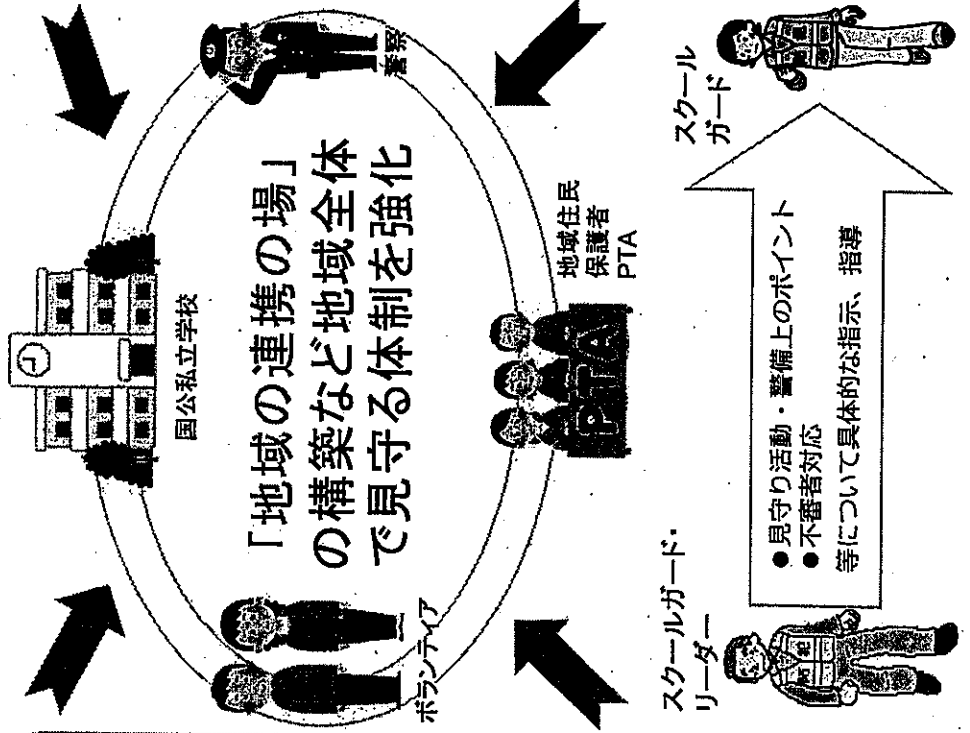 国公私立学校
警察
「地域の連携の場」
の構築など地域全体
で見守る体制を強化
ボランティア
PTA
地域住民
保護者
PTA
スクールガード・
リーダー
●見守り活動・警備上のポイント
●不審者対応
等について具体的な指示、指導
スクール
ガード